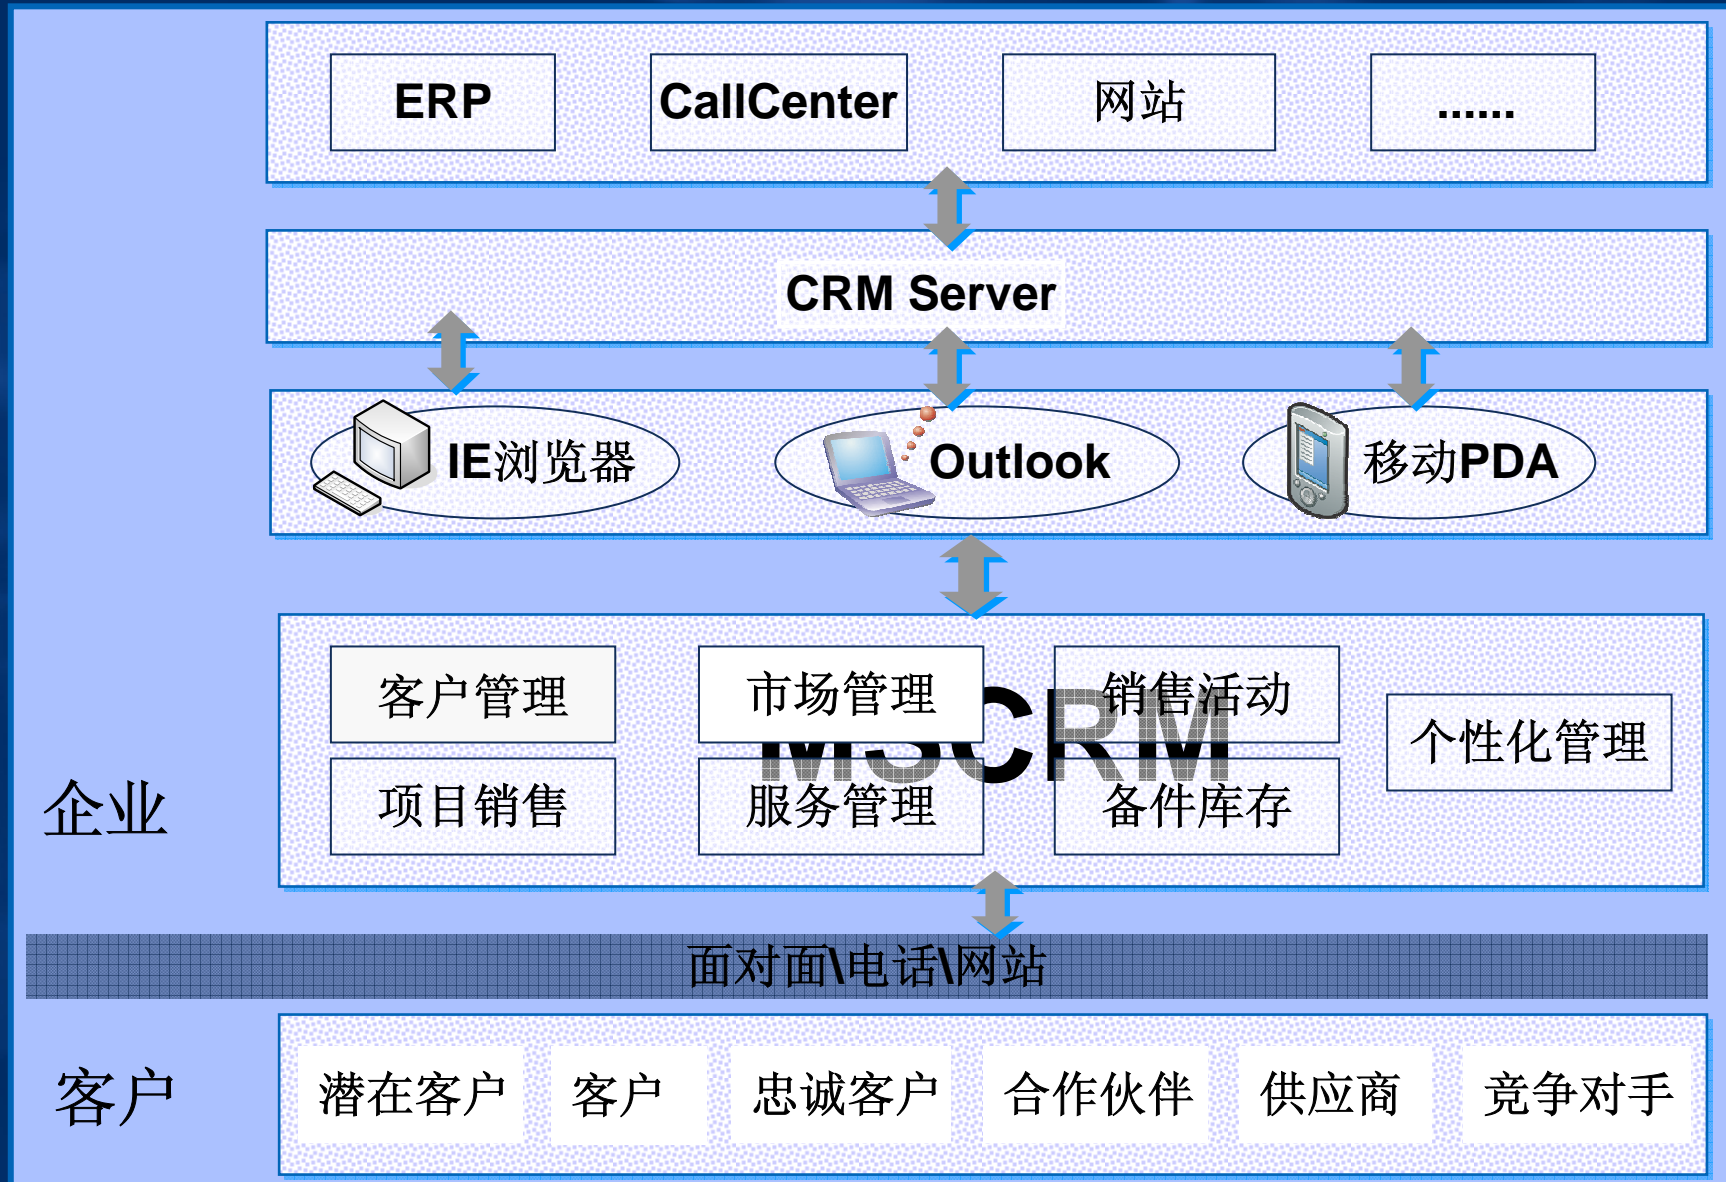 ERP
CallCenter
网站
......
CRM Server
IE浏览器
Outlook
移动PDA
客户管理
市场管理
销售活动
个性化管理
MSCRM
项目销售
服务管理
备件库存
企业
面对面\电话\网站
客户
潜在客户
客户
忠诚客户
合作伙伴
供应商
竞争对手